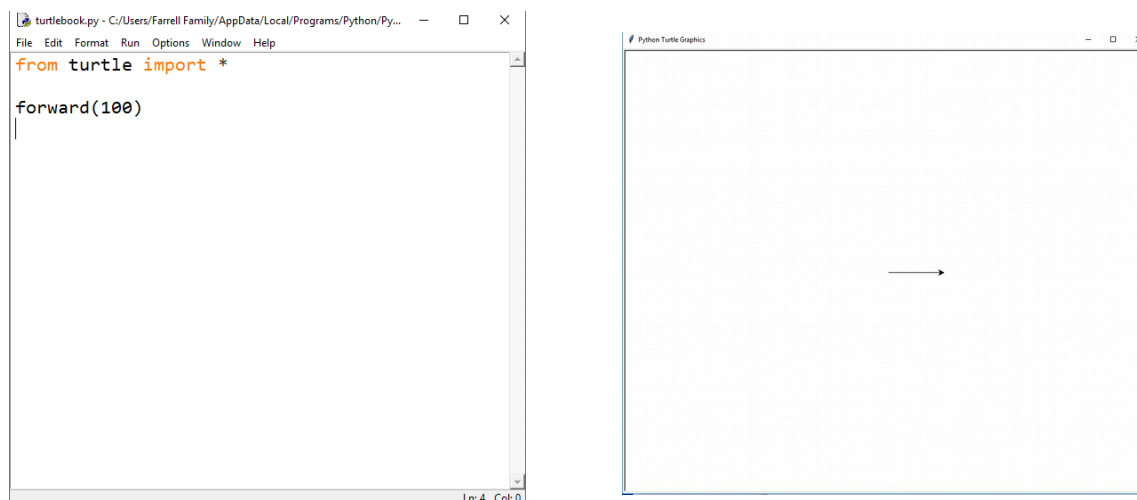 turtlebook.py - C:/Users/Farrell Family/AppData/Local/Programs/Python/Py...
File Edit Format Run Options Window Help
from turtle import *
forward(100)
Ln: 4 Col: 0
Python Turtle Graphics